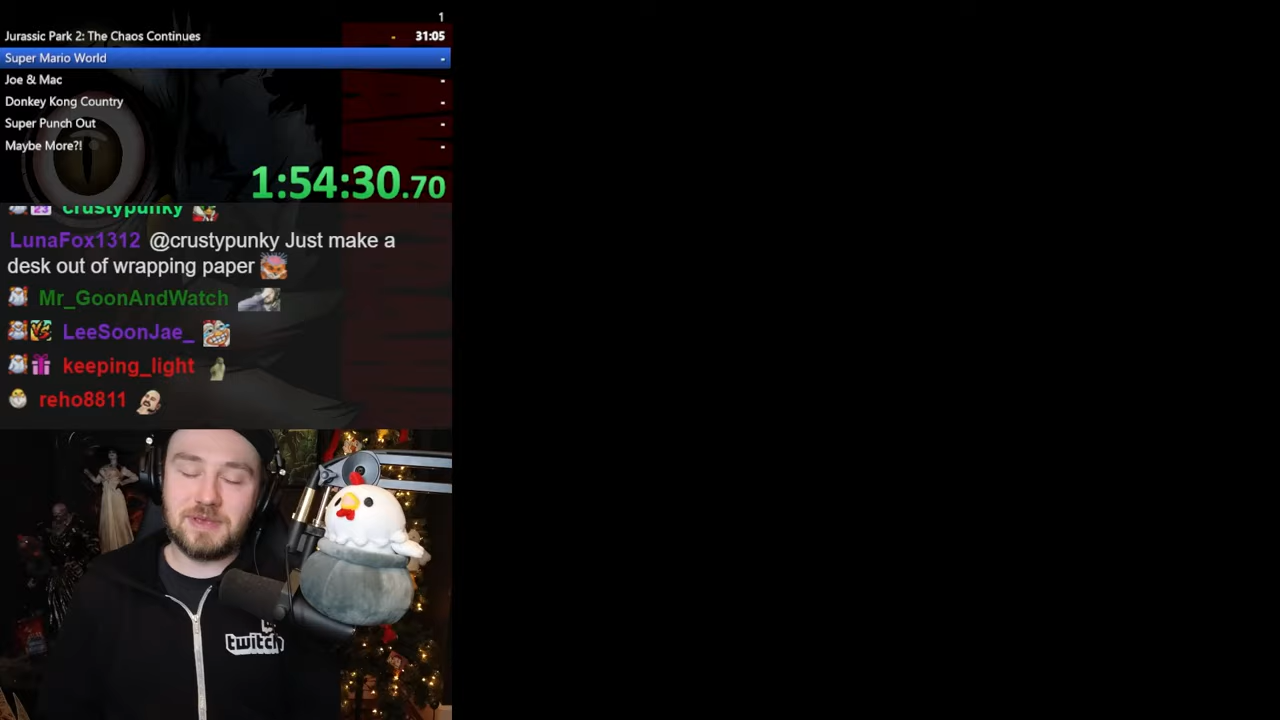 1
Jurassic Park 2: The Chaos Continues - 31:05
Super Mario World -
Joe & Mac -
Donkey Kong Country -
Super Punch Out -
Maybe More?! -
1:54:30.70
23 crustypunky
LunaFox1312 @crustypunky Just make a
desk out of wrapping paper
Mr_GoonAndWatch
LeeSoonJae_
keeping_light
reho8811
twitch